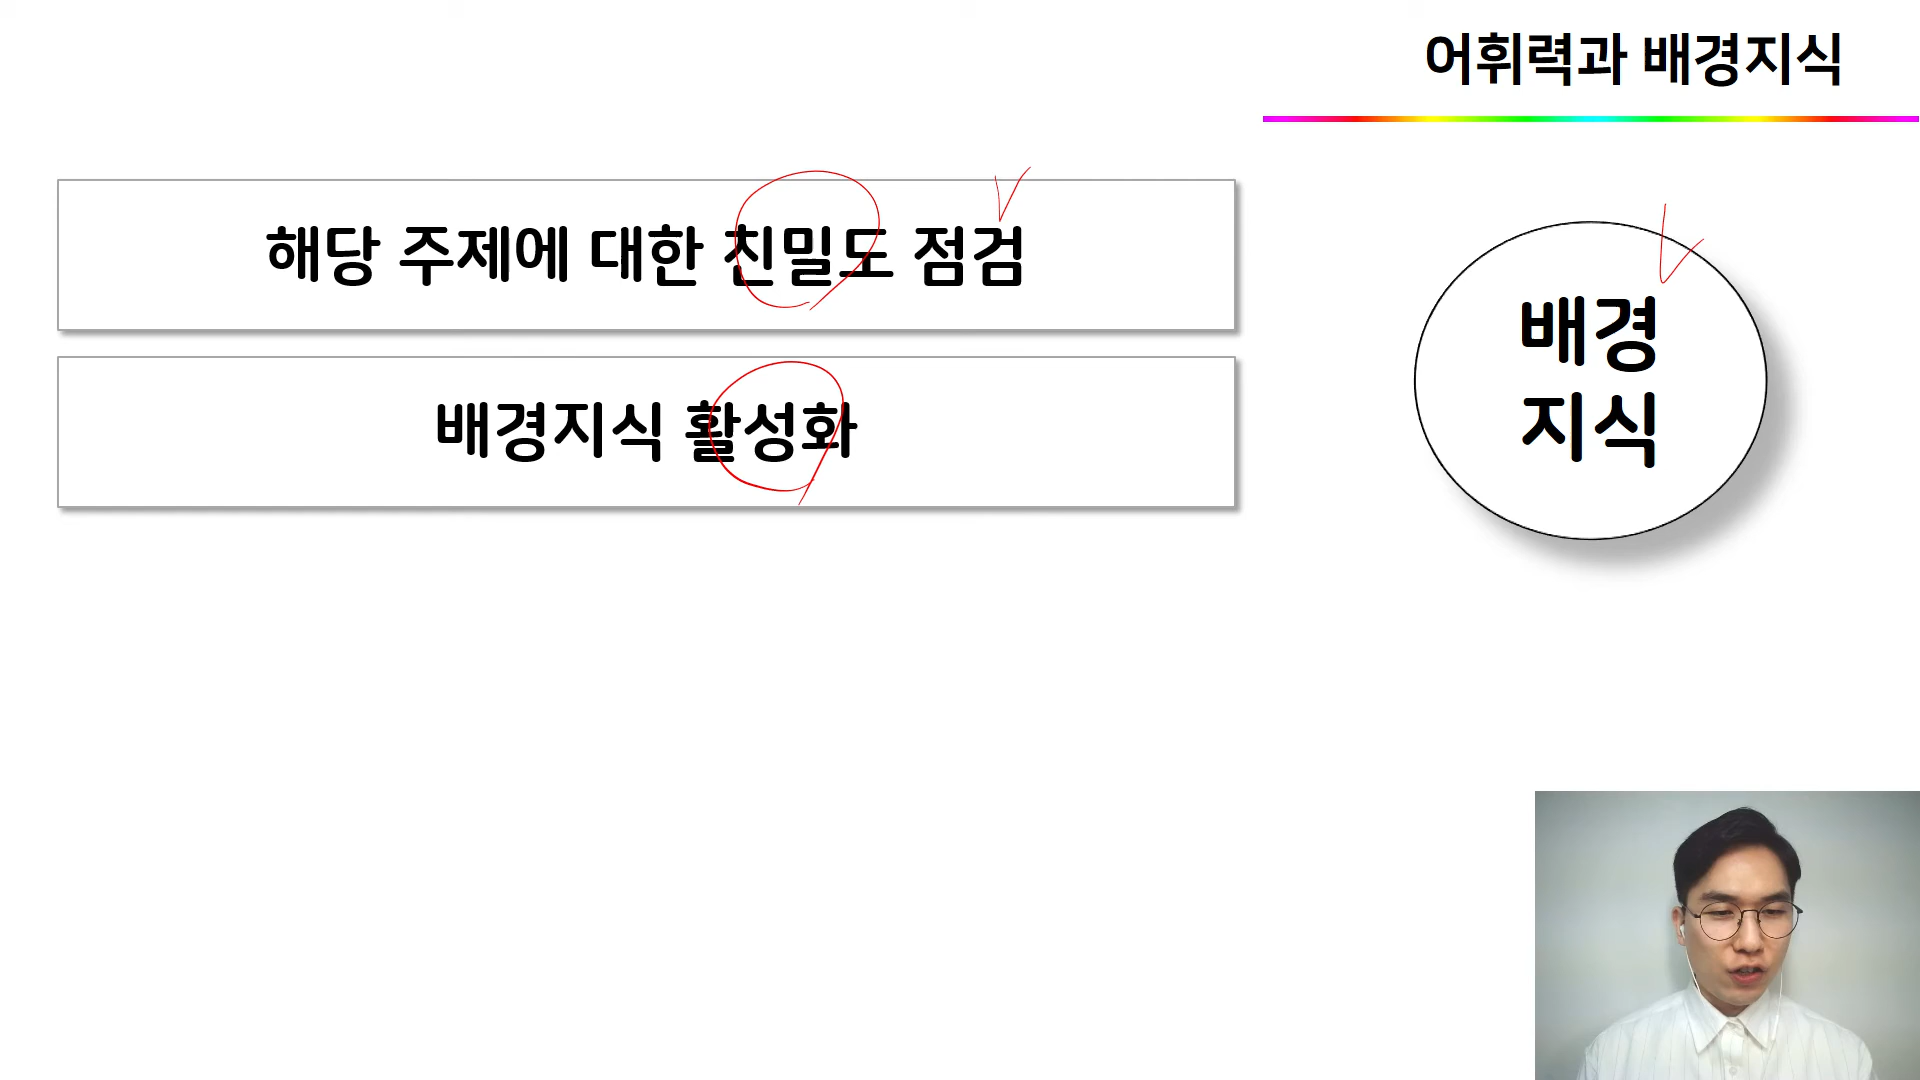 어휘력과 배경지식
해당 주제에 대한 친밀도 점검
배경지식 활성화
배경
지식